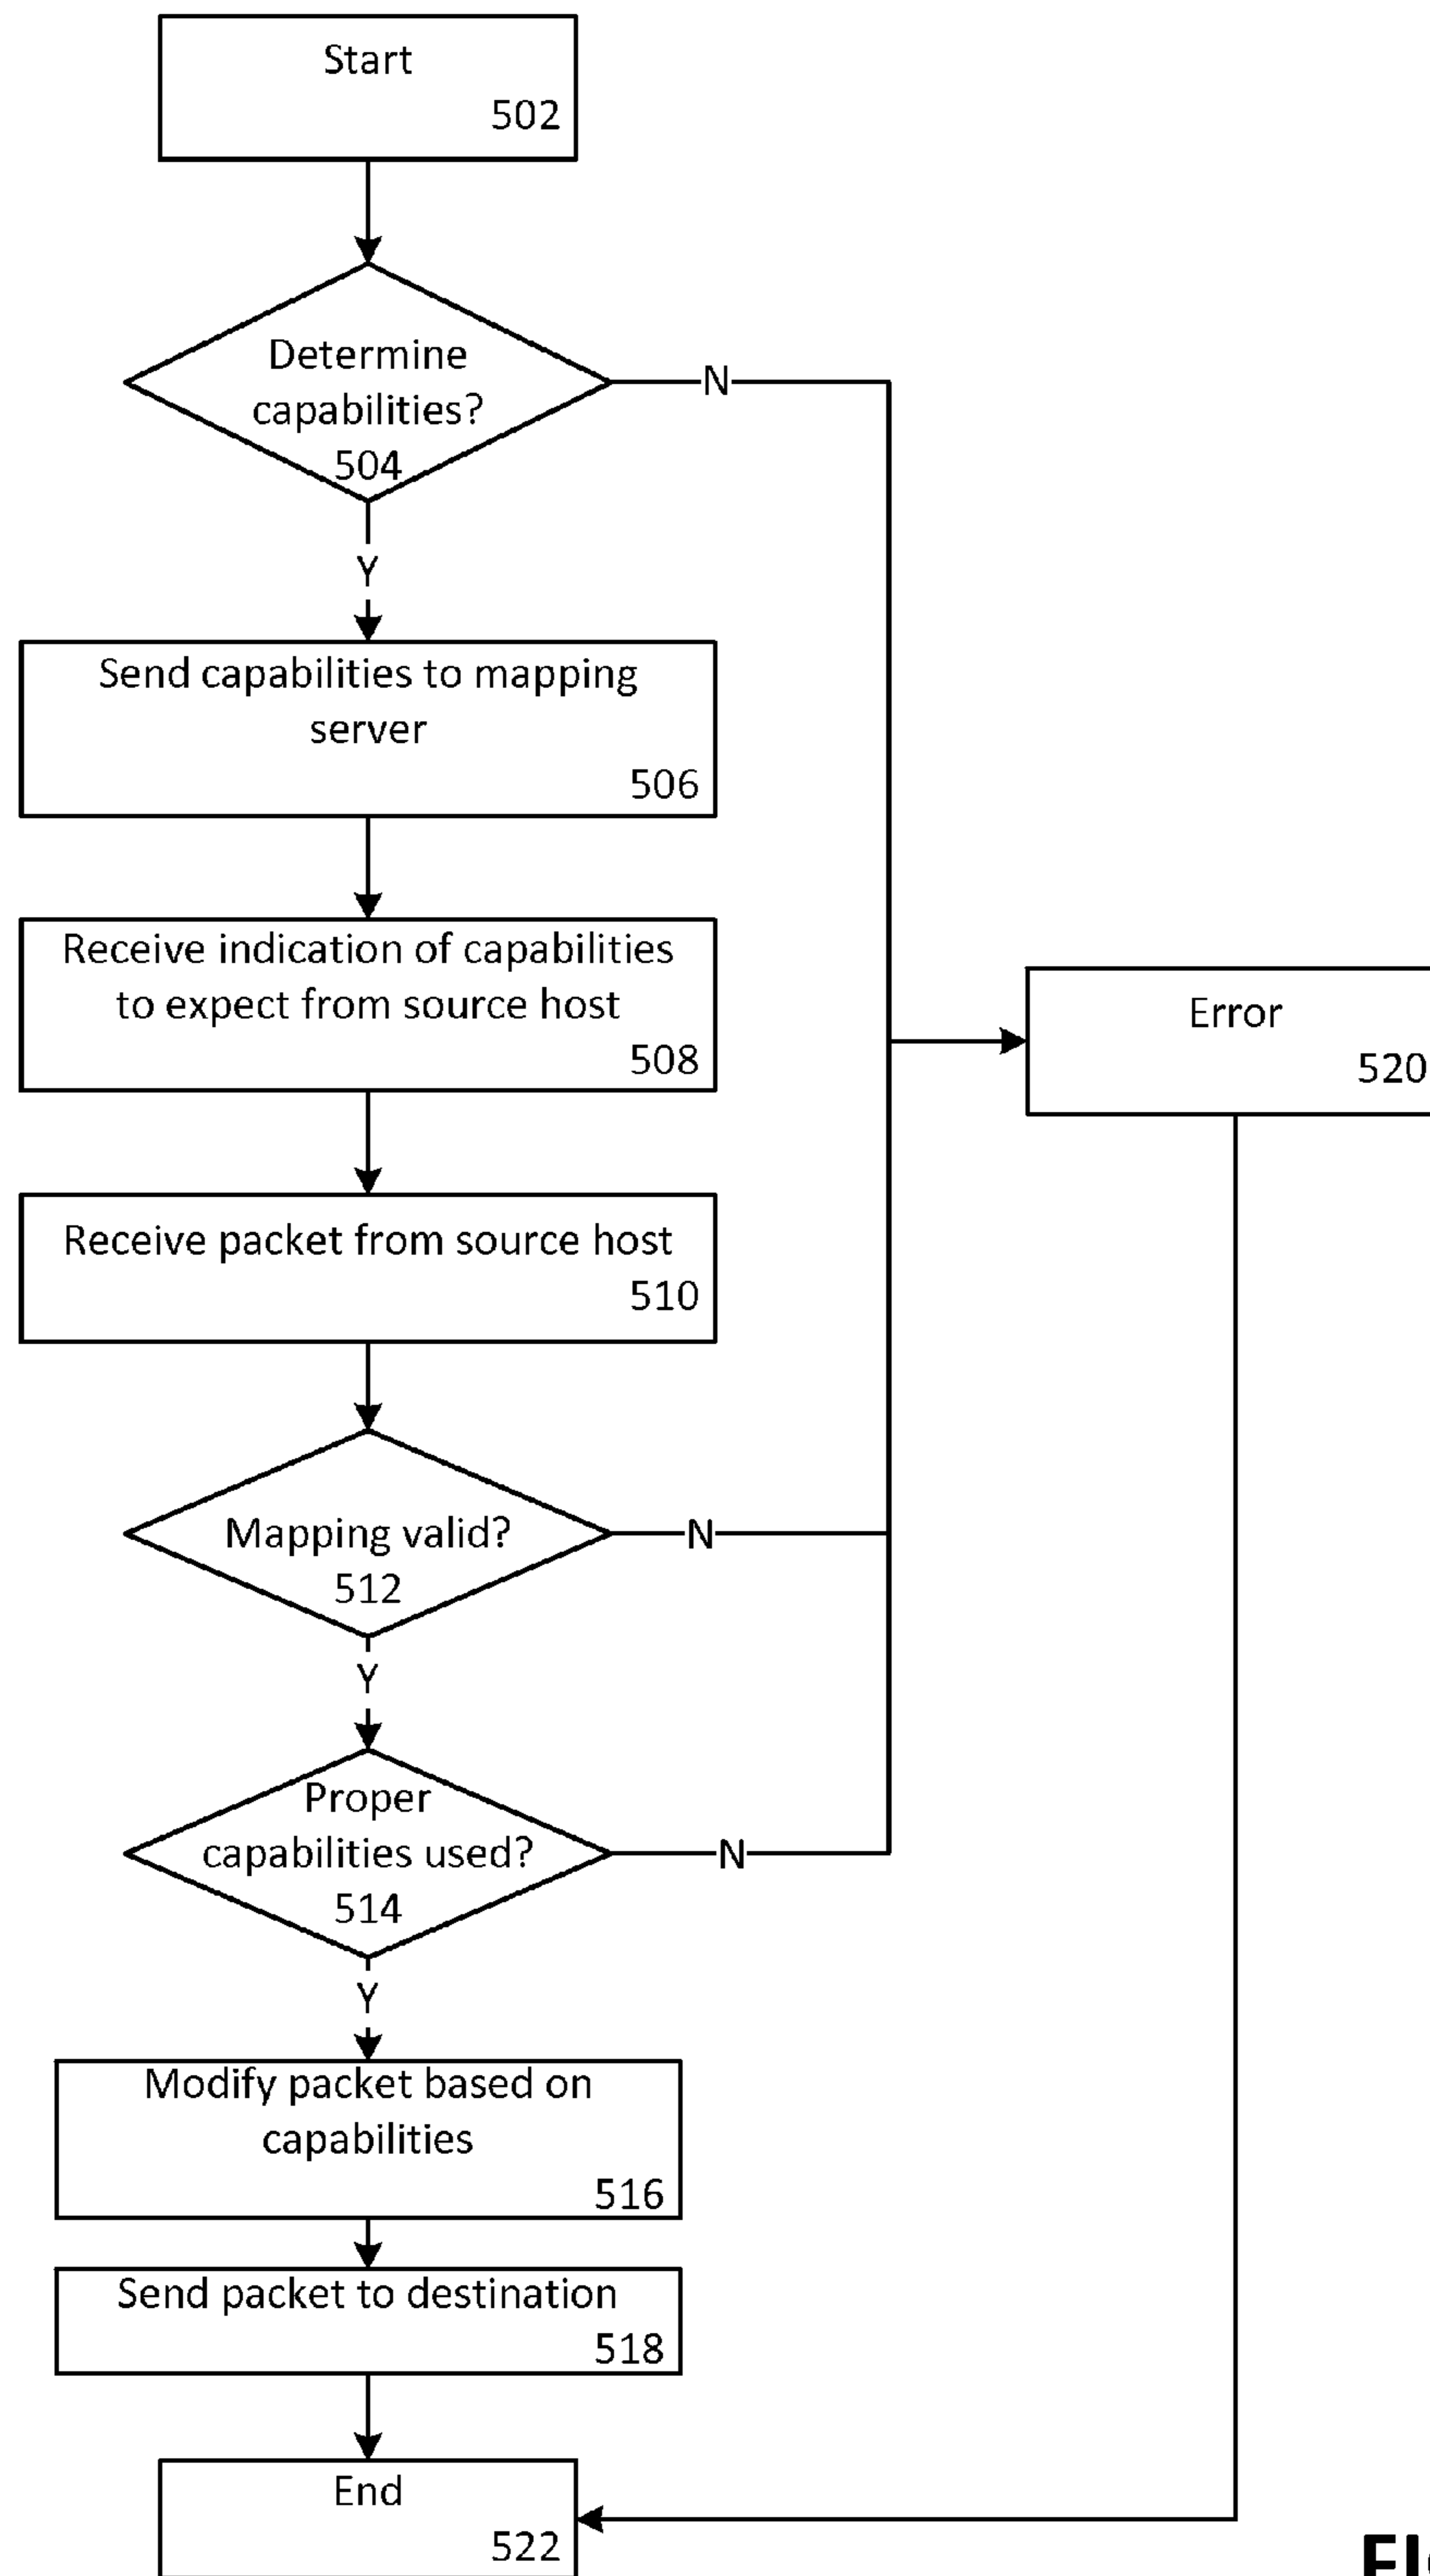 Start
502
Determine
capabilities?
504
N
Y
Send capabilities to mapping
server
506
Receive indication of capabilities
to expect from source host
508
Error
520
Receive packet from source host
510
Mapping valid?
512
N
Y
Proper
capabilities used?
514
N
Y
Modify packet based on
capabilities
516
Send packet to destination
518
End
522